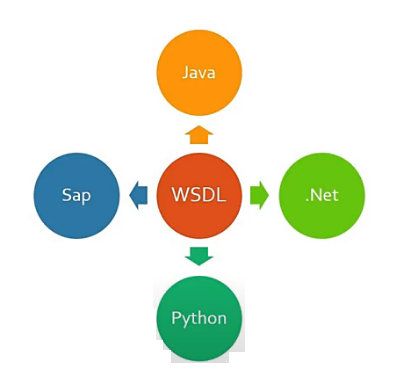 Java
Sap
WSDL
.Net
Python